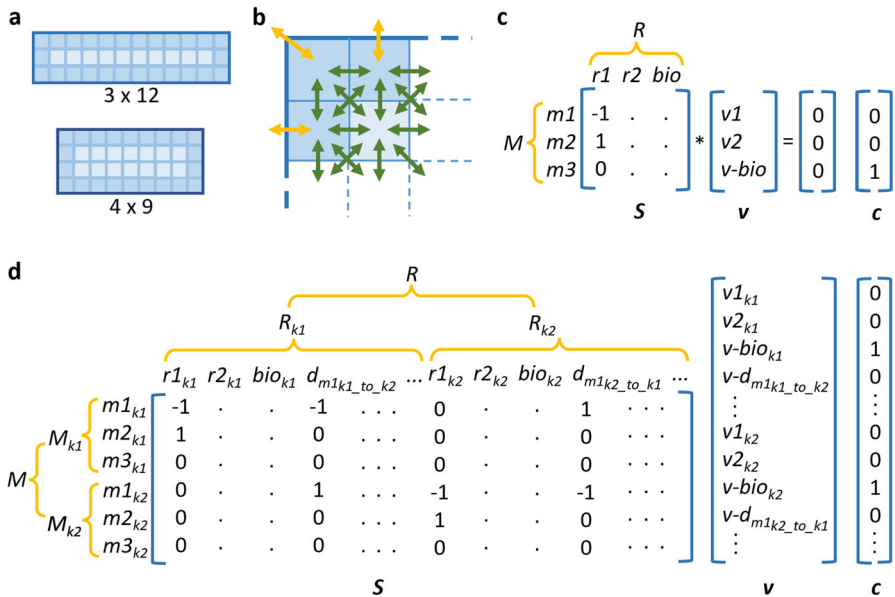 a
3 x 12
4 x 9
b
c
R
r1 r2 bio
m1 -1 . . v1 0 0
M m2 1 . . * v2 = 0 0
m3 0 . . v-bio 0 1
S v c
d
R
R_k1 R_k2
r1_k1 r2_k1 bio_k1 d_m1_k1_to_k2 ... r1_k2 r2_k2 bio_k2 d_m1_k2_to_k1 ...
M
M_k1
M_k2
m1_k1 -1 . . -1 . . . 0 . . 1 . . .
m2_k1 1 . . 0 . . . 0 . . 0 . . .
m3_k1 0 . . 0 . . . 0 . . 0 . . .
m1_k2 0 . . 1 . . . -1 . . -1 . . .
m2_k2 0 . . 0 . . . 1 . . 0 . . .
m3_k2 0 . . 0 . . . 0 . . 0 . . .
v1_k1 0
v2_k1 0
v-bio_k1 1
v-d_m1_k1_to_k2 0
⋮ ⋮
v1_k2 0
v2_k2 0
v-bio_k2 1
v-d_m1_k2_to_k1 0
⋮ ⋮
S v c